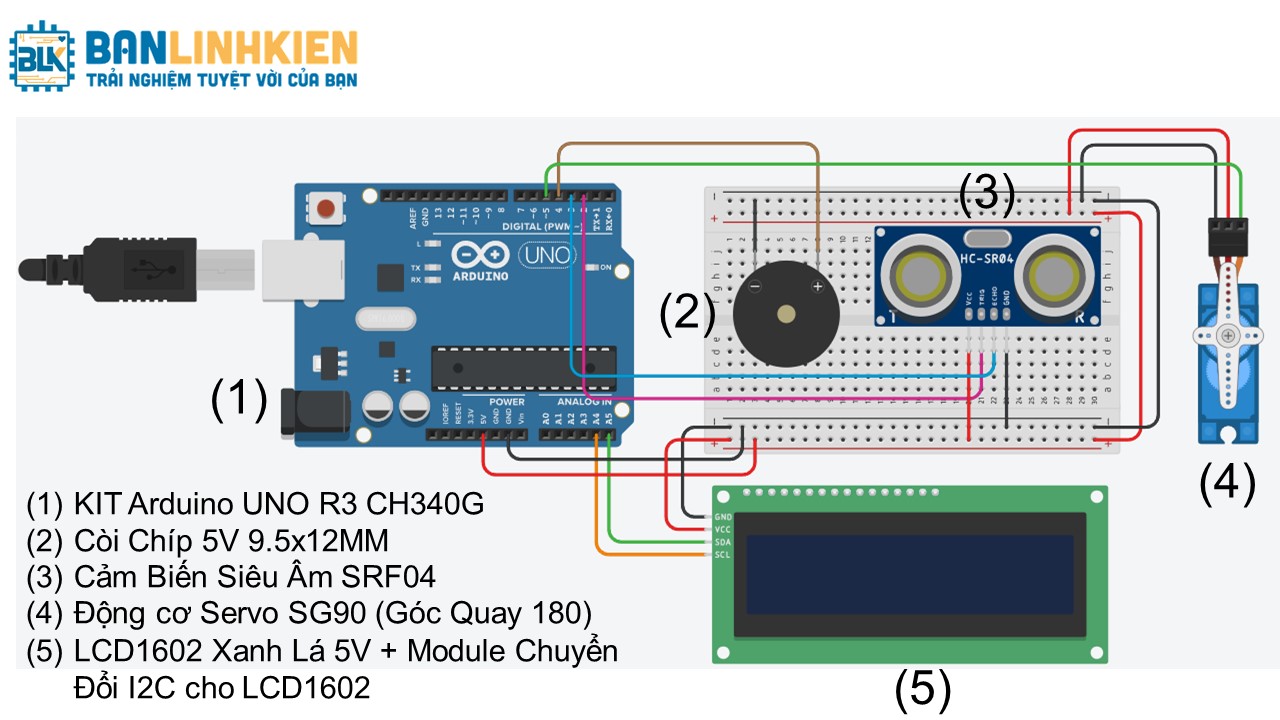 BLK
BANLINHKIEN
TRẢI NGHIỆM TUYỆT VỜI CỦA BẠN
(3)
AREF
GND
13
12
~11
~10
~9
8
7
~6
~5
4
2
TX→1
RX←0
DIGITAL (PWM~)
L
TX
RX
ARDUINO
UNO
ON
HC-SR04
VCC
TRIG
ECHO
GND
T
R
(2)
(1)
POWER
ANALOG IN
IOREF
RESET
3.3V
5V
GND
GND
Vin
A0
A1
A2
A3
A4
A5
(4)
GND
VCC
SDA
SCL
(1) KIT Arduino UNO R3 CH340G
(2) Còi Chíp 5V 9.5x12MM
(3) Cảm Biến Siêu Âm SRF04
(4) Động cơ Servo SG90 (Góc Quay 180)
(5) LCD1602 Xanh Lá 5V + Module Chuyển
Đổi I2C cho LCD1602
(5)